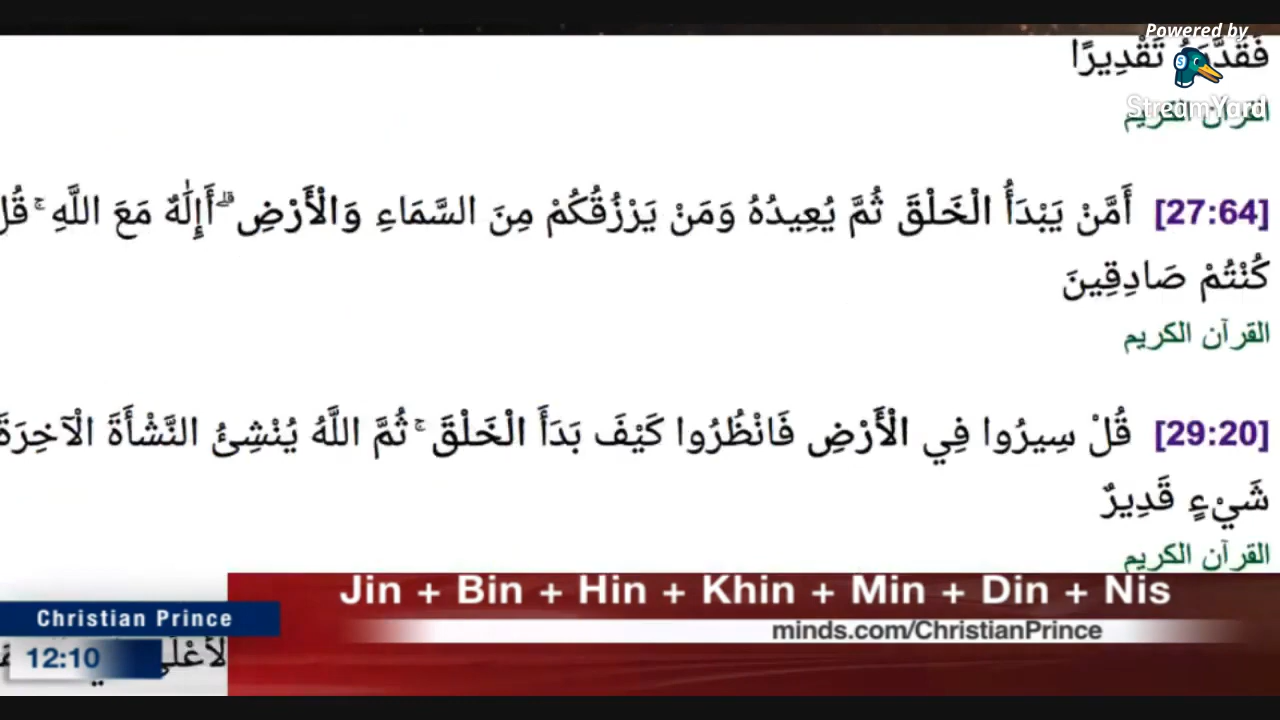 Powered by
StreamYard
تَقْدِيرًا
القرآن الكريم
[27:64] أَمَّنْ يَبْدَأُ الْخَلْقَ ثُمَّ يُعِيدُهُ وَمَنْ يَرْزُقُكُمْ مِنَ السَّمَاءِ وَالْأَرْضِ ۗ أَإِلَٰهٌ مَعَ اللَّهِ ۚ قُلْ
كُنْتُمْ صَادِقِينَ
القرآن الكريم
[29:20] قُلْ سِيرُوا فِي الْأَرْضِ فَانْظُرُوا كَيْفَ بَدَأَ الْخَلْقَ ۚ ثُمَّ اللَّهُ يُنْشِئُ النَّشْأَةَ الْآخِرَةَ
شَيْءٍ قَدِيرٌ
القرآن الكريم
Jin + Bin + Hin + Khin + Min + Din + Nis
Christian Prince
minds.com/ChristianPrince
12:10